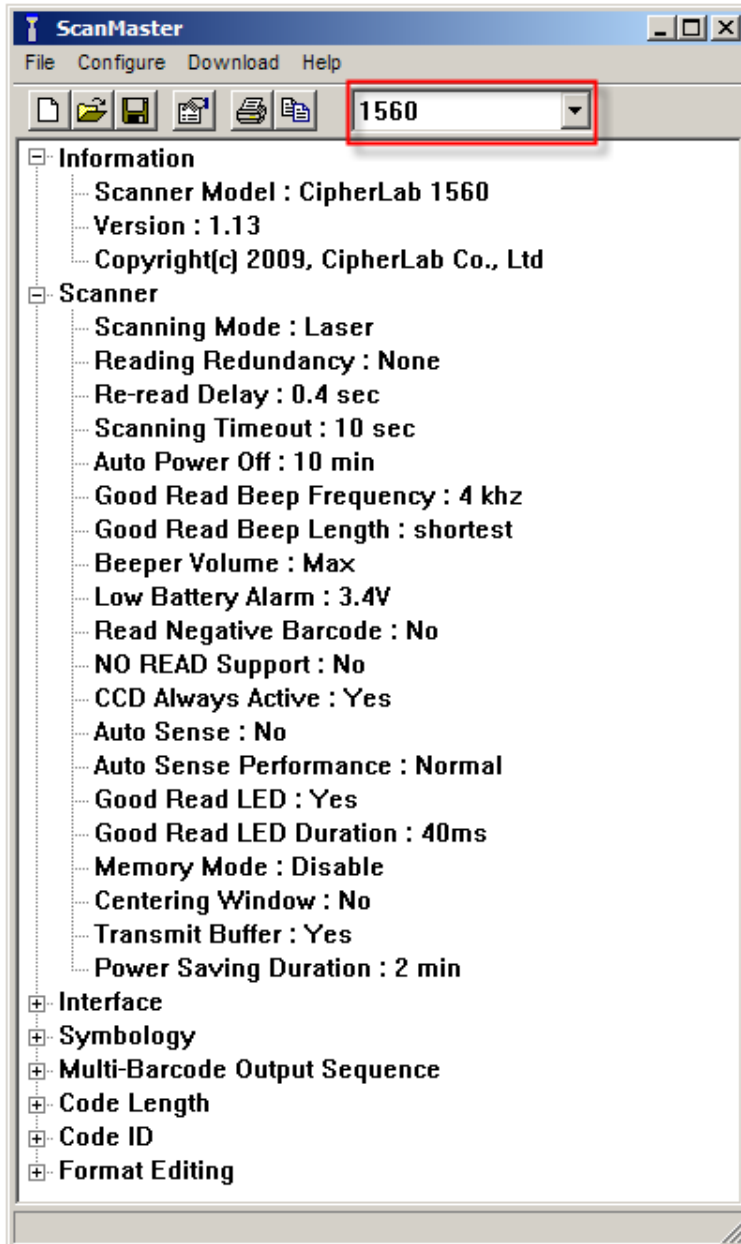 ScanMaster
File Configure Download Help
1560
Information
Scanner Model : CipherLab 1560
Version : 1.13
Copyright(c) 2009, CipherLab Co., Ltd
Scanner
Scanning Mode : Laser
Reading Redundancy : None
Re-read Delay : 0.4 sec
Scanning Timeout : 10 sec
Auto Power Off : 10 min
Good Read Beep Frequency : 4 khz
Good Read Beep Length : shortest
Beeper Volume : Max
Low Battery Alarm : 3.4V
Read Negative Barcode : No
NO READ Support : No
CCD Always Active : Yes
Auto Sense : No
Auto Sense Performance : Normal
Good Read LED : Yes
Good Read LED Duration : 40ms
Memory Mode : Disable
Centering Window : No
Transmit Buffer : Yes
Power Saving Duration : 2 min
Interface
Symbology
Multi-Barcode Output Sequence
Code Length
Code ID
Format Editing